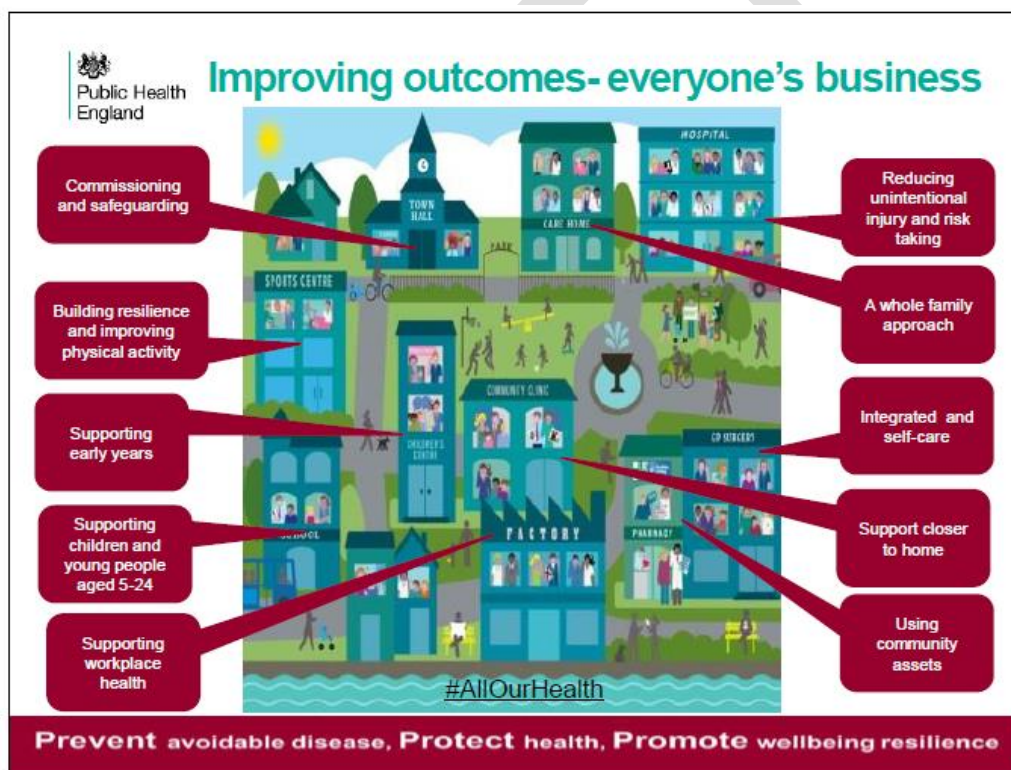 Public Health
England
Improving outcomes- everyone's business
Commissioning
and safeguarding
Building resilience
and improving
physical activity
Supporting
early years
Supporting
children and
young people
aged 5-24
Supporting
workplace
health
TOWN
HALL
CARE HOME
HOSPITAL
PARK
SPORTS CENTRE
COMMUNITY CLINIC
CHILDREN'S
CENTRE
GP SURGERY
SCHOOL
FACTORY
PHARMACY
#AllOurHealth
Reducing
unintentional
injury and risk
taking
A whole family
approach
Integrated and
self-care
Support closer
to home
Using
community
assets
Prevent avoidable disease, Protect health, Promote wellbeing resilience